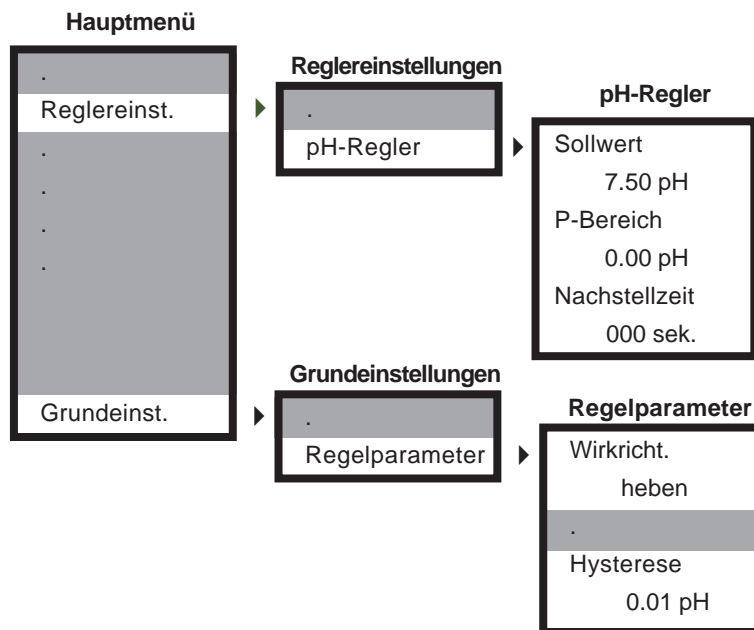 Hauptmenü
.
Reglereinst.
.
.
.
.
Grundeinst.
Reglereinstellungen
.
pH-Regler
pH-Regler
Sollwert
7.50 pH
P-Bereich
0.00 pH
Nachstellzeit
000 sek.
Grundeinstellungen
.
Regelparameter
Regelparameter
Wirkricht.
heben
.
Hysterese
0.01 pH